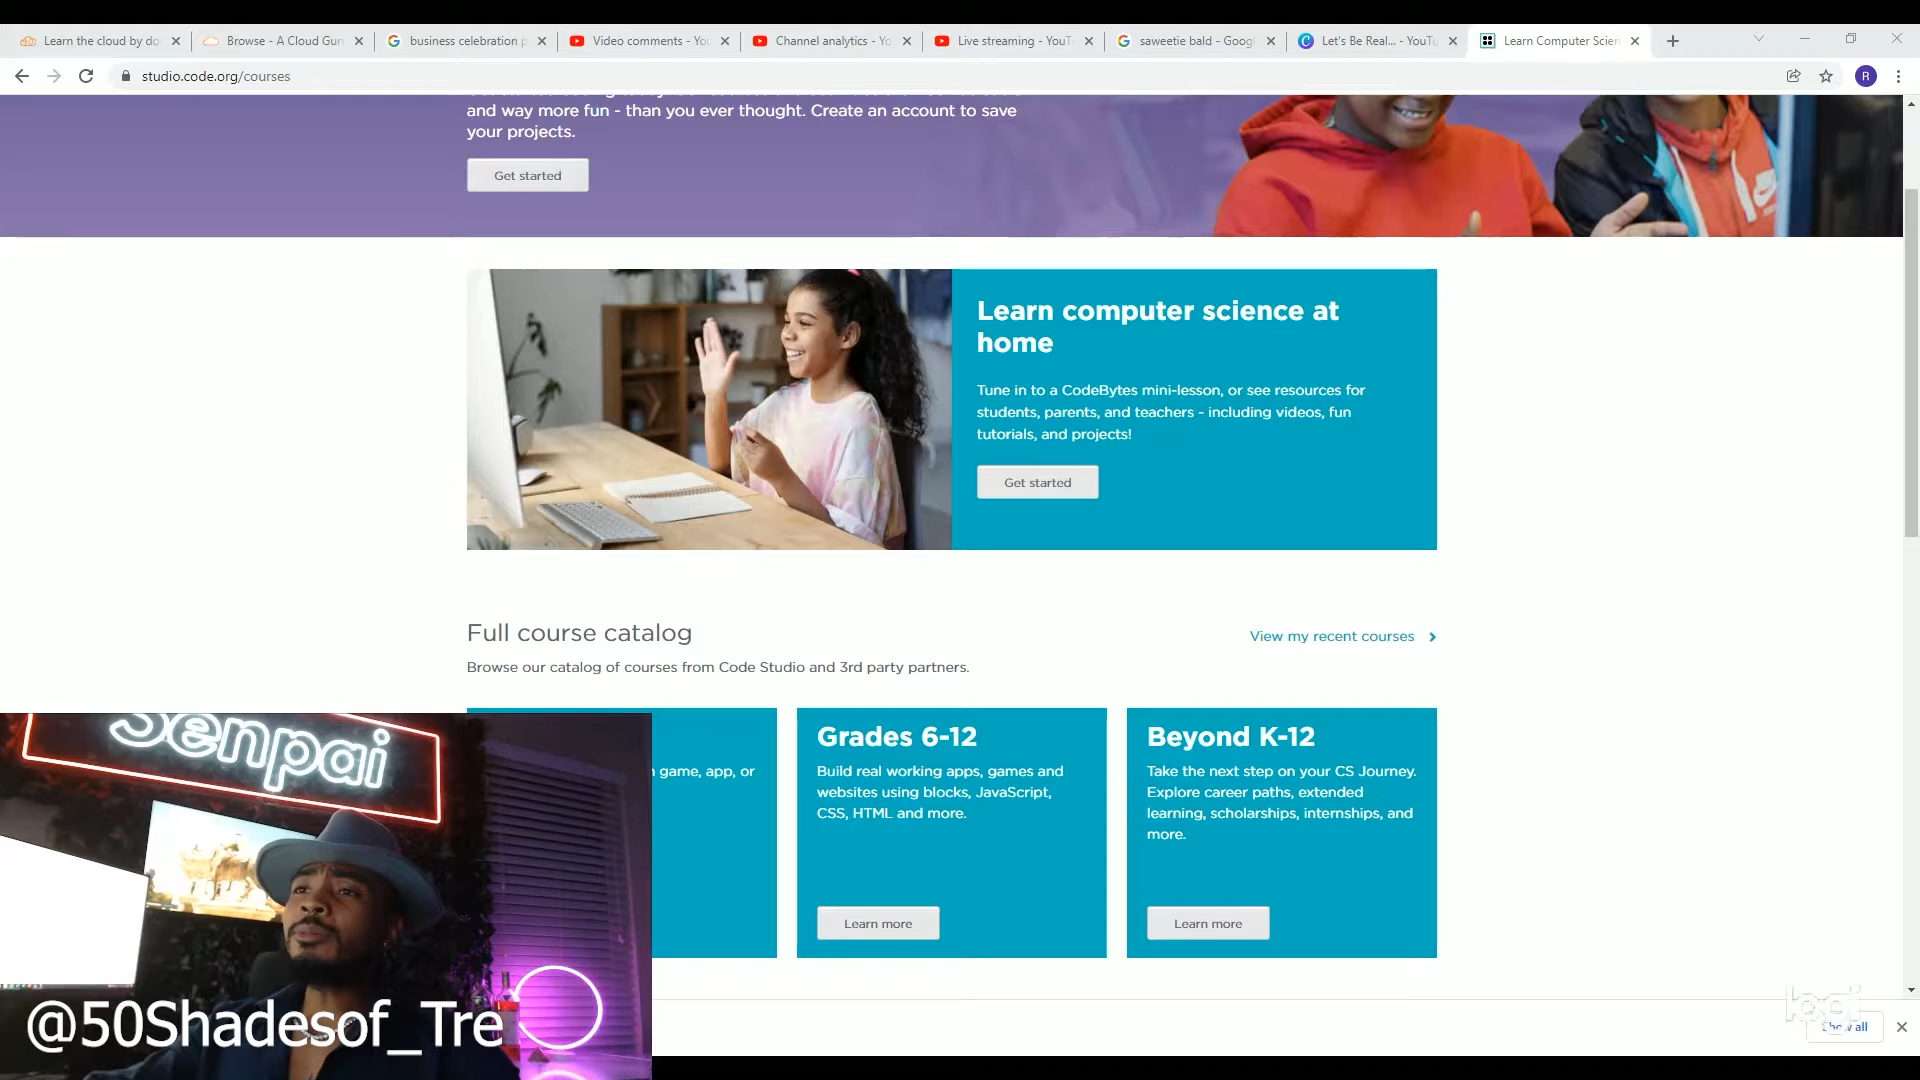 Learn the cloud by do
Browse - A Cloud Gur
business celebration p
Video comments - You
Channel analytics - Yo
Live streaming - YouT
saweetie bald - Googl
Let's Be Real... - YouTu
Learn Computer Scien
studio.code.org/courses
R
and way more fun - than you ever thought. Create an account to save
your projects.
Get started
Learn computer science at
home
Tune in to a CodeBytes mini-lesson, or see resources for
students, parents, and teachers - including videos, fun
tutorials, and projects!
Get started
Full course catalog
View my recent courses
Browse our catalog of courses from Code Studio and 3rd party partners.
game, app, or
Grades 6-12
Build real working apps, games and
websites using blocks, JavaScript,
CSS, HTML and more.
Learn more
Beyond K-12
Take the next step on your CS Journey.
Explore career paths, extended
learning, scholarships, internships, and
more.
Learn more
Senpai
@50Shadesof_Tre
logi
Show all